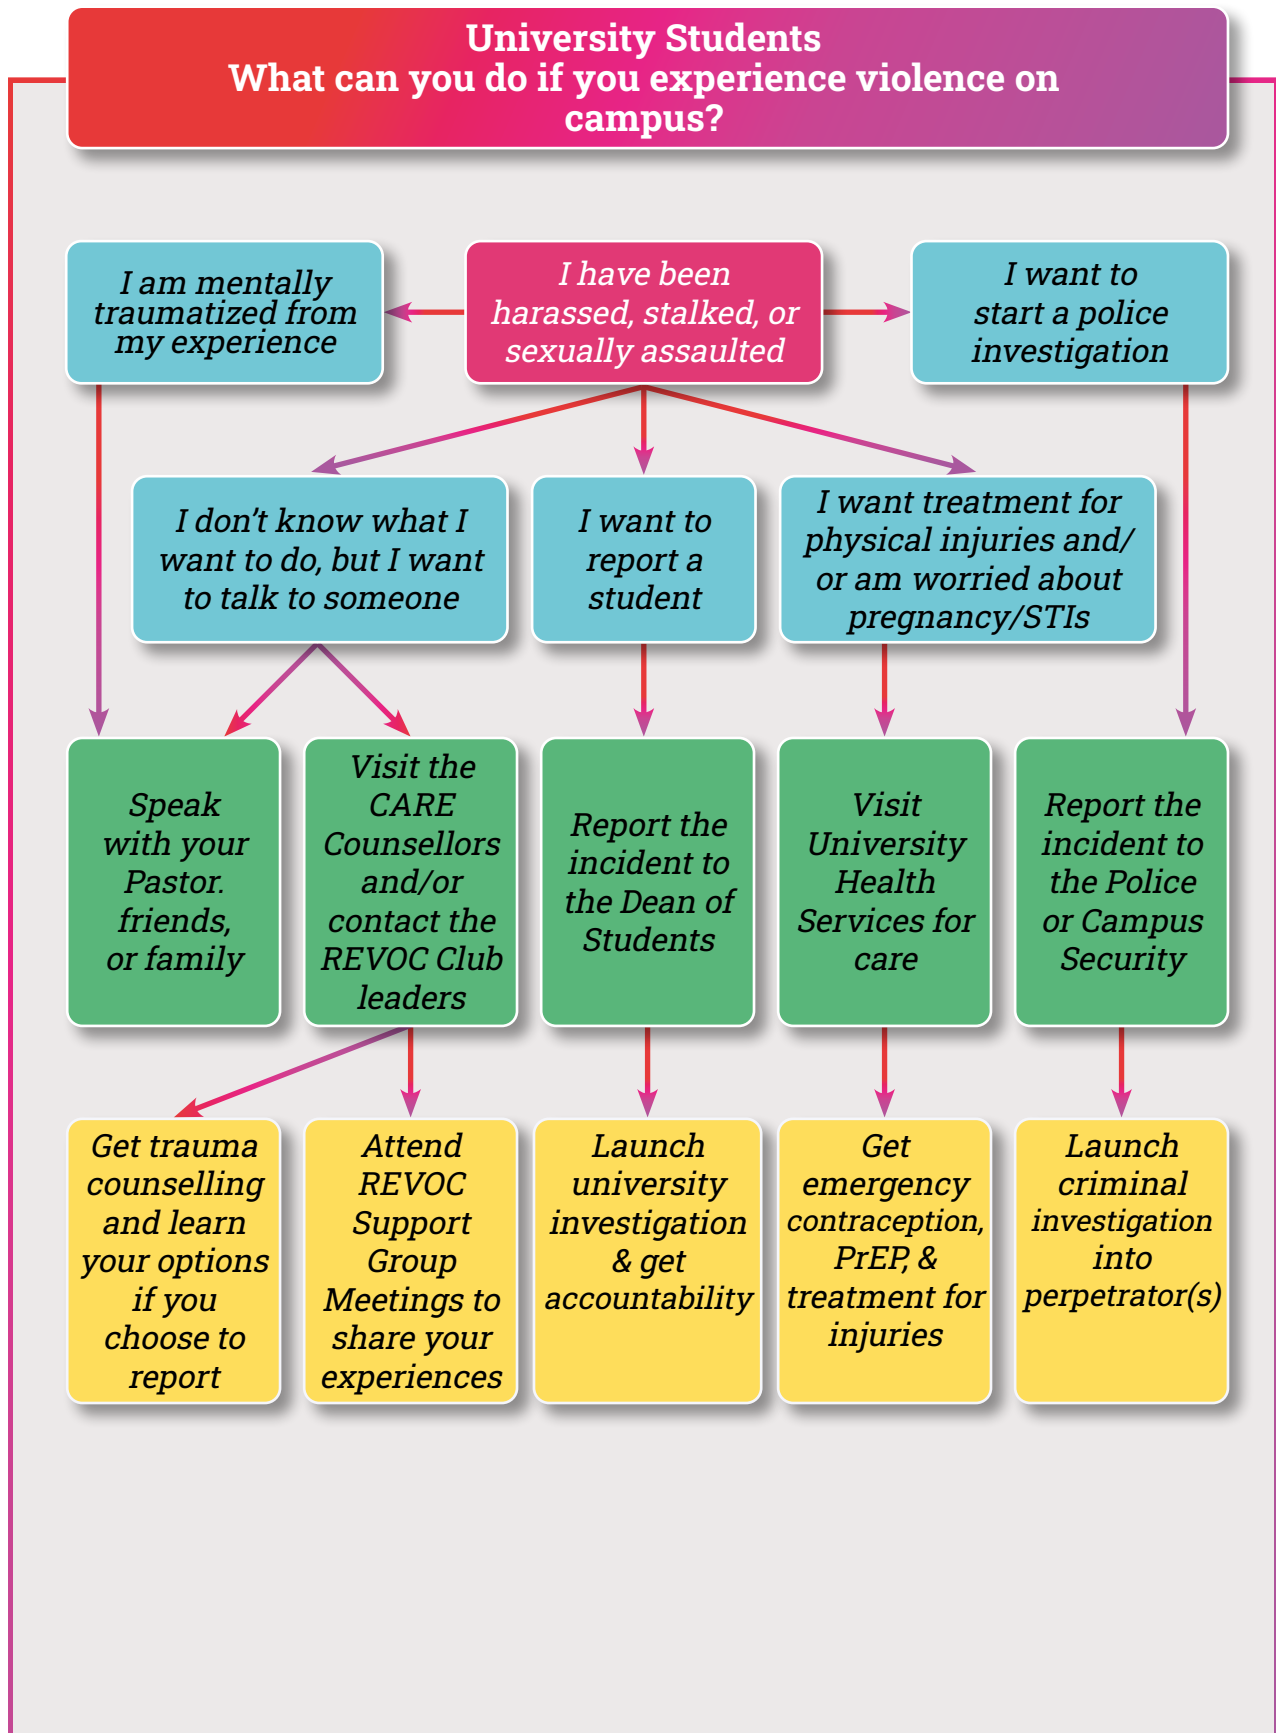 University Students
What can you do if you experience violence on
campus?
I am mentally
traumatized from
my experience
I have been
harassed, stalked, or
sexually assaulted
I want to
start a police
investigation
I don't know what I
want to do, but I want
to talk to someone
I want to
report a
student
I want treatment for
physical injuries and/
or am worried about
pregnancy/STIs
Speak
with your
Pastor.
friends,
or family
Visit the
CARE
Counsellors
and/or
contact the
REVOC Club
leaders
Report the
incident to
the Dean of
Students
Visit
University
Health
Services for
care
Report the
incident to
the Police
or Campus
Security
Get trauma
counselling
and learn
your options
if you
choose to
report
Attend
REVOC
Support
Group
Meetings to
share your
experiences
Launch
university
investigation
& get
accountability
Get
emergency
contraception,
PrEP, &
treatment for
injuries
Launch
criminal
investigation
into
perpetrator(s)